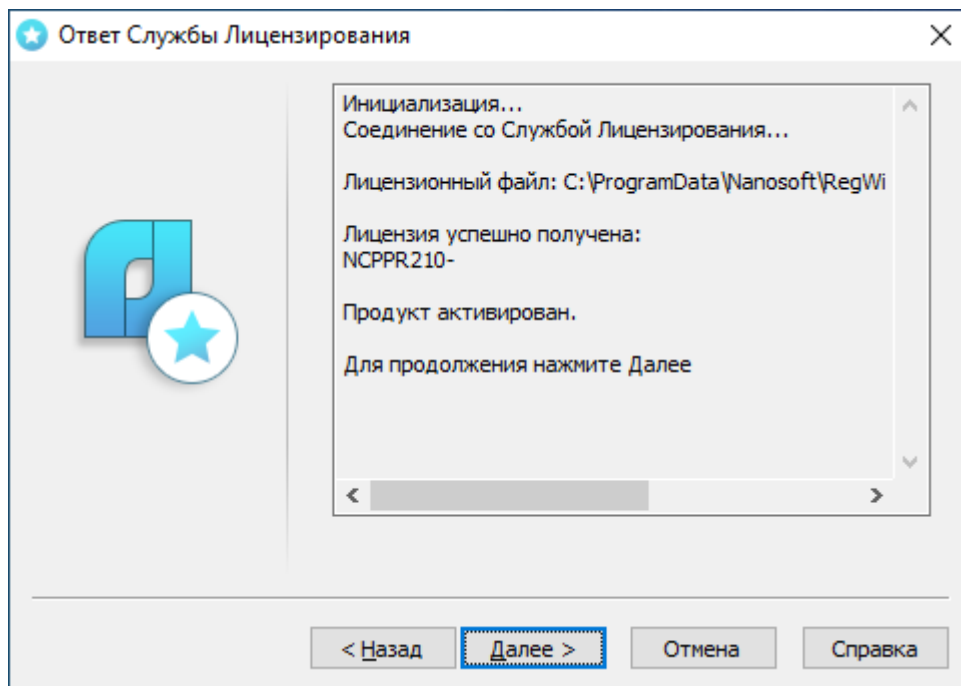 Ответ Службы Лицензирования
Инициализация...
Соединение со Службой Лицензирования...
Лицензионный файл: C:\ProgramData\Nanosoft\RegWi
Лицензия успешно получена:
NCPPR210-
Продукт активирован.
Для продолжения нажмите Далее
< Назад
Далее >
Отмена
Справка